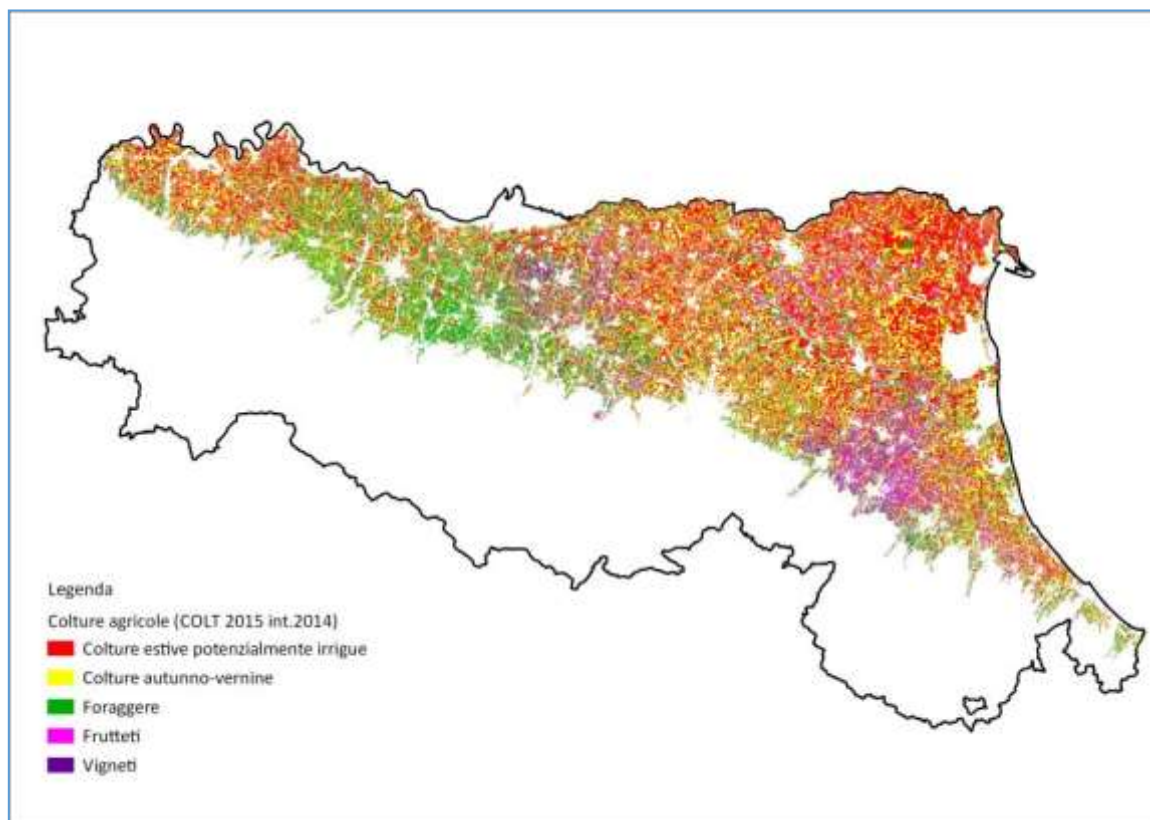 Legenda
Colture agricole (COLT 2015 int.2014)
Colture estive potenzialmente irrigue
Colture autunno-vernine
Foraggere
Frutteti
Vigneti